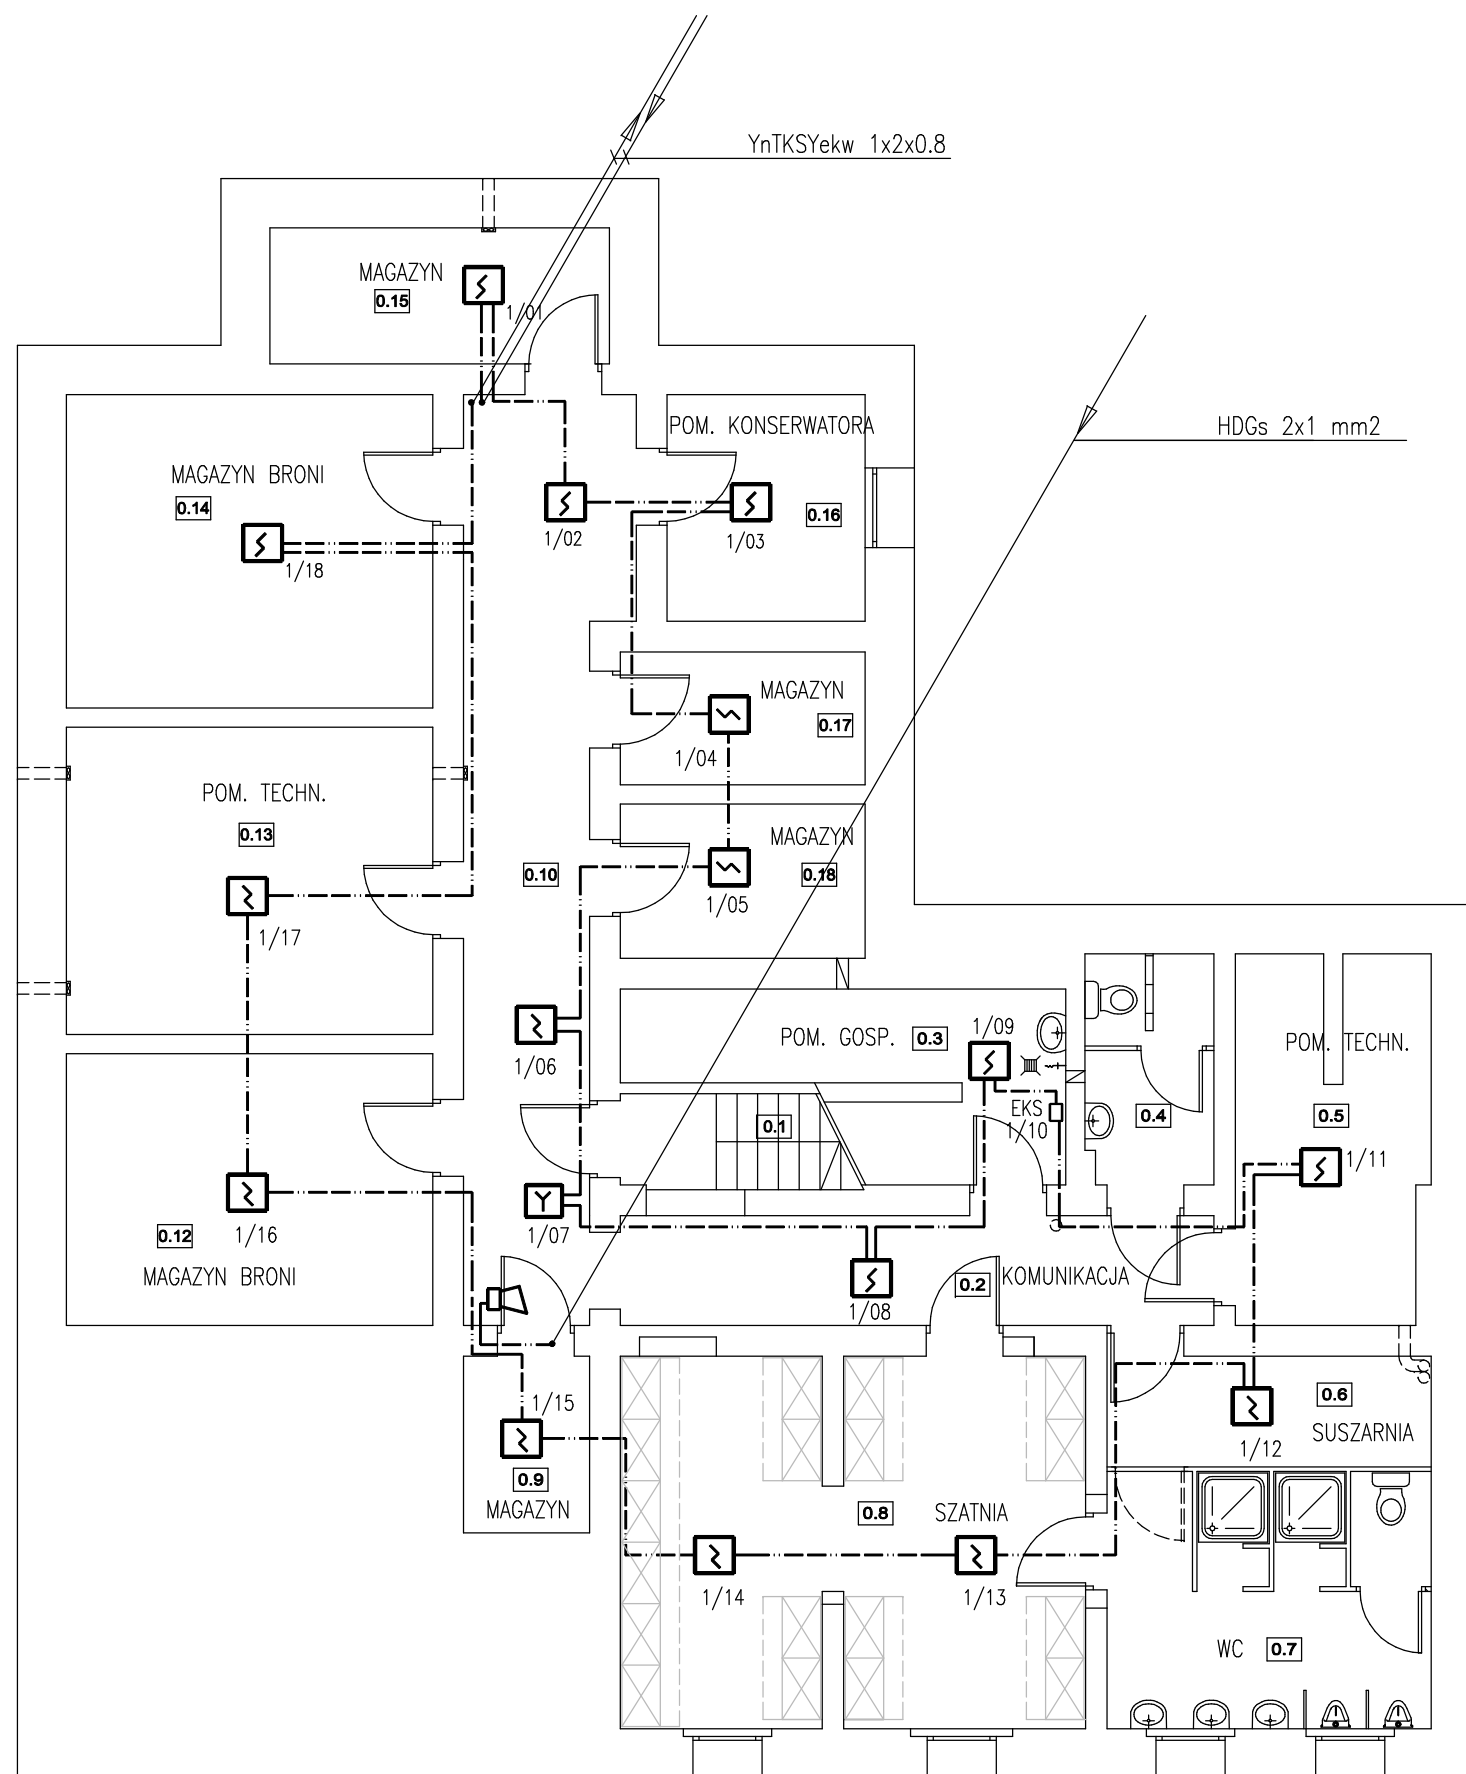 YnTKSYekw 1x2x0.8
MAGAZYN
0.15
1/01
HDGs 2x1 mm2
POM. KONSERWATORA
MAGAZYN BRONI
0.14
0.16
1/02
1/03
1/18
MAGAZYN
0.17
1/04
POM. TECHN.
0.13
MAGAZYN
0.10
0.18
1/05
1/17
1/09
POM. GOSP.
0.3
POM. TECHN.
1/06
EKS
1/10
0.1
0.4
0.5
1/11
1/16
0.12
1/07
MAGAZYN BRONI
0.2
KOMUNIKACJA
1/08
1/15
0.6
SUSZARNIA
1/12
0.9
MAGAZYN
0.8
SZATNIA
1/14
1/13
WC
0.7